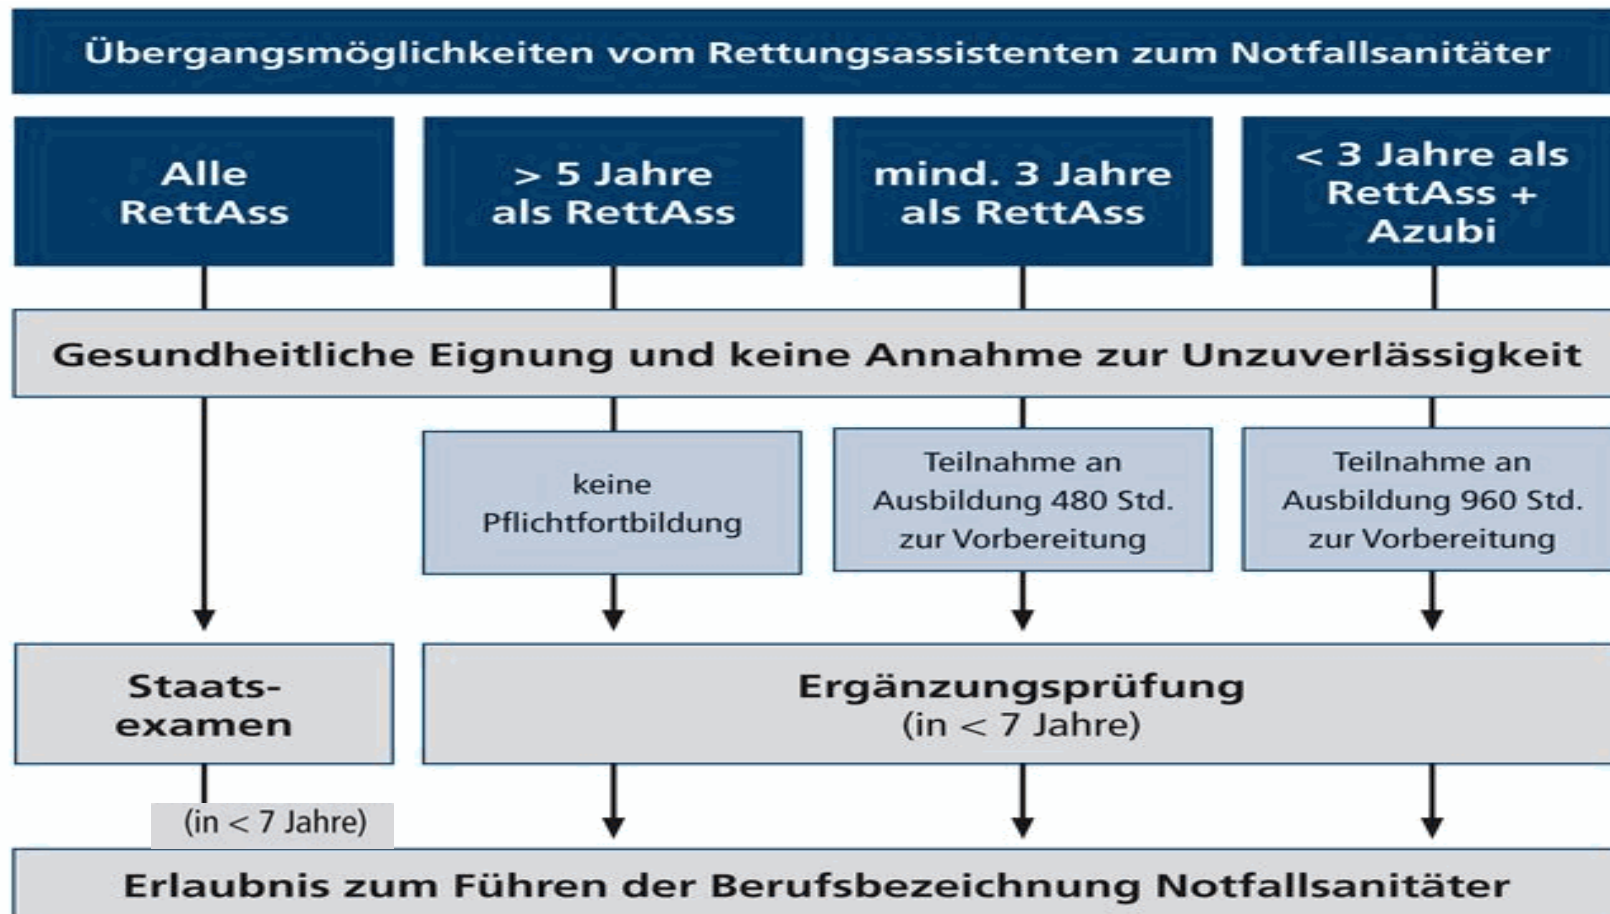 Übergangsmöglichkeiten vom Rettungsassistenten zum Notfallsanitäter
Alle
RettAss
> 5 Jahre
als RettAss
mind. 3 Jahre
als RettAss
< 3 Jahre als
RettAss +
Azubi
Gesundheitliche Eignung und keine Annahme zur Unzuverlässigkeit
keine
Pflichtfortbildung
Teilnahme an
Ausbildung 480 Std.
zur Vorbereitung
Teilnahme an
Ausbildung 960 Std.
zur Vorbereitung
Staats-
examen
Ergänzungsprüfung
(in < 7 Jahre)
(in < 7 Jahre)
Erlaubnis zum Führen der Berufsbezeichnung Notfallsanitäter